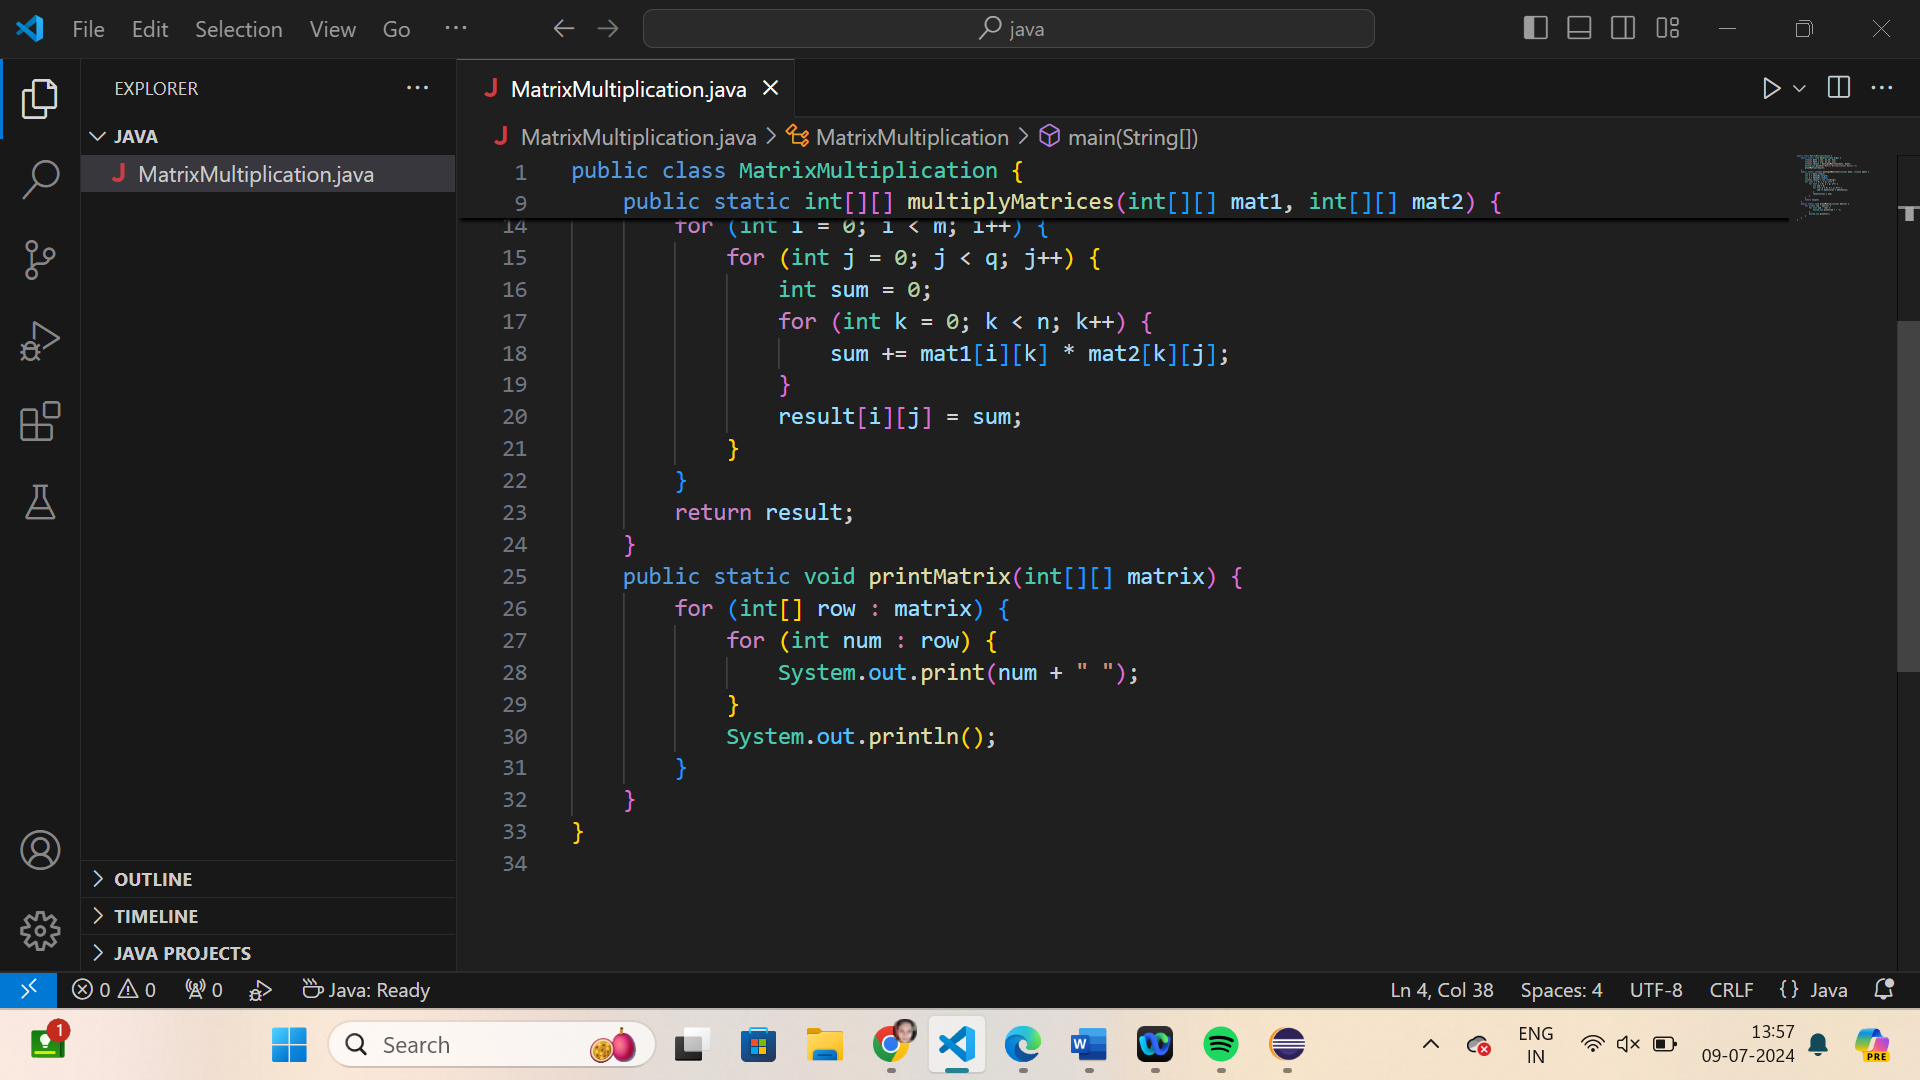 File Edit Selection View Go ··· java
EXPLORER ···
JAVA
J MatrixMultiplication.java
OUTLINE
TIMELINE
JAVA PROJECTS
J MatrixMultiplication.java
J MatrixMultiplication.java > MatrixMultiplication > main(String[])
1 public class MatrixMultiplication {
9 public static int[][] multiplyMatrices(int[][] mat1, int[][] mat2) {
14 for (int i = 0; i < m; i++) {
15 for (int j = 0; j < q; j++) {
16 int sum = 0;
17 for (int k = 0; k < n; k++) {
18 sum += mat1[i][k] * mat2[k][j];
19 }
20 result[i][j] = sum;
21 }
22 }
23 return result;
24 }
25 public static void printMatrix(int[][] matrix) {
26 for (int[] row : matrix) {
27 for (int num : row) {
28 System.out.print(num + " ");
29 }
30 System.out.println();
31 }
32 }
33 }
34
0 0 0 Java: Ready Ln 4, Col 38 Spaces: 4 UTF-8 CRLF {} Java
1 Search W ENG 13:57
IN 09-07-2024 PRE